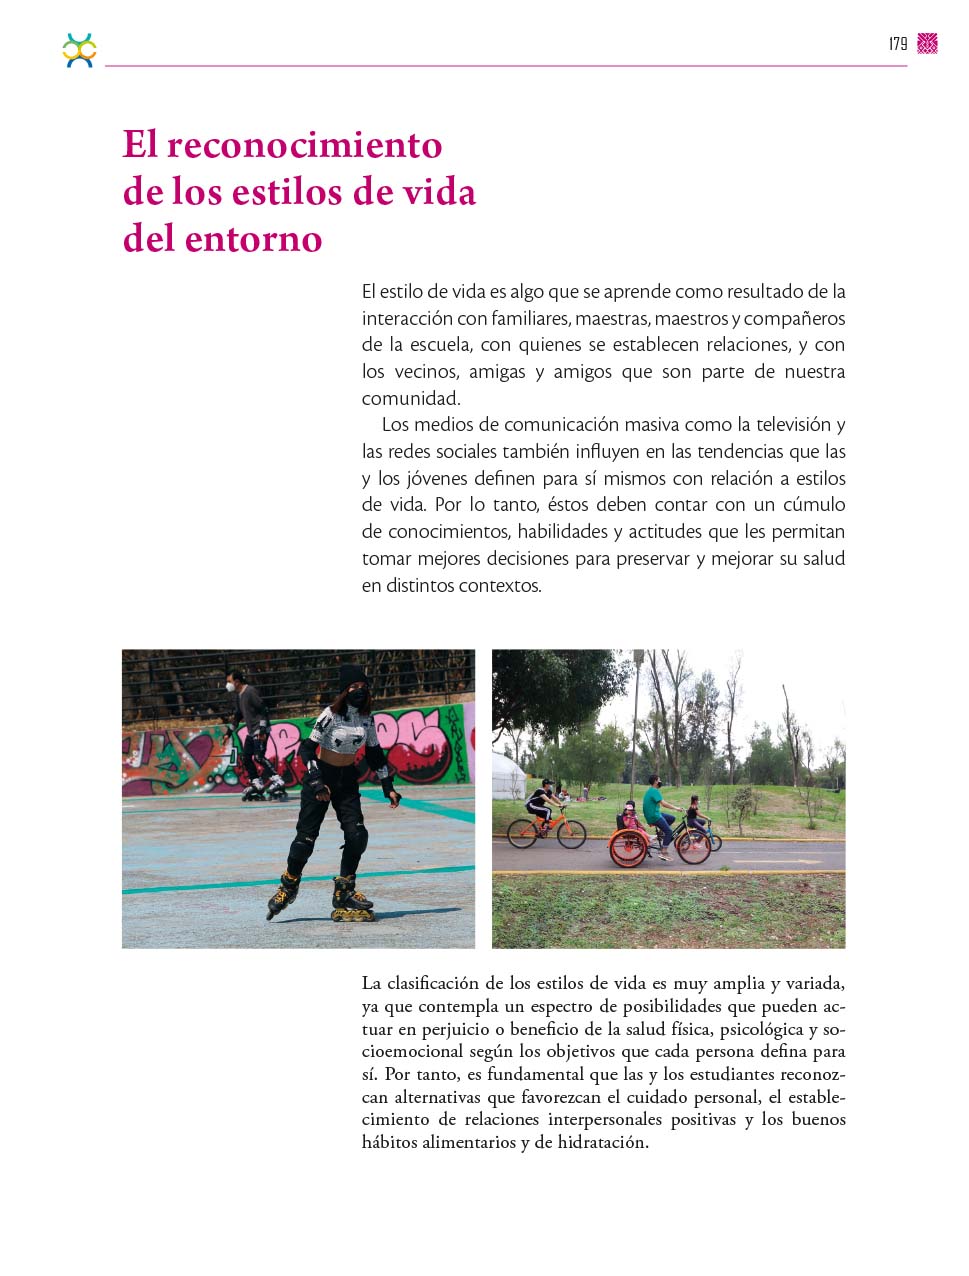 179
El reconocimiento
de los estilos de vida
del entorno
El estilo de vida es algo que se aprende como resultado de la
interacción con familiares, maestras, maestros y compañeros
de la escuela, con quienes se establecen relaciones, y con
los vecinos, amigas y amigos que son parte de nuestra
comunidad.
Los medios de comunicación masiva como la televisión y
las redes sociales también influyen en las tendencias que las
y los jóvenes definen para sí mismos con relación a estilos
de vida. Por lo tanto, éstos deben contar con un cúmulo
de conocimientos, habilidades y actitudes que les permitan
tomar mejores decisiones para preservar y mejorar su salud
en distintos contextos.
La clasificación de los estilos de vida es muy amplia y variada,
ya que contempla un espectro de posibilidades que pueden ac-
tuar en perjuicio o beneficio de la salud física, psicológica y so-
cioemocional según los objetivos que cada persona defina para
sí. Por tanto, es fundamental que las y los estudiantes reconoz-
can alternativas que favorezcan el cuidado personal, el estable-
cimiento de relaciones interpersonales positivas y los buenos
hábitos alimentarios y de hidratación.